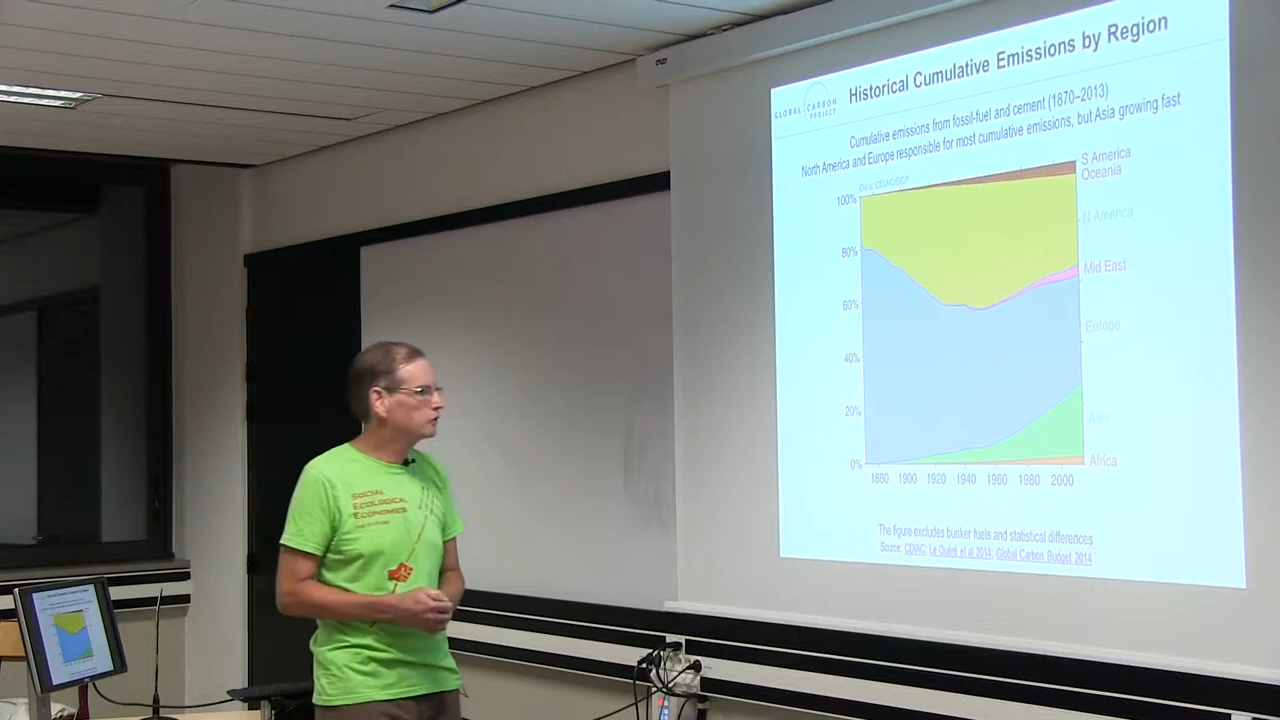 Historical Cumulative Emissions by Region
GLOBAL CARBON
PROJECT
Cumulative emissions from fossil-fuel and cement (1870–2013)
North America and Europe responsible for most cumulative emissions, but Asia growing fast
Data: CDIAC/GCP
100%
80%
60%
40%
20%
0%
S America
Oceania
N America
Mid East
Europe
Asia
Africa
1880 1900 1920 1940 1960 1980 2000
The figure excludes bunker fuels and statistical differences
Source: CDIAC; Le Quéré et al 2014; Global Carbon Budget 2014
SOCIAL
ECOLOGICAL
ECONOMICS